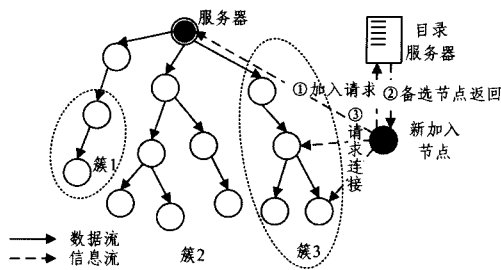 服务器
目录
服务器
①加入请求
②备选节点返回
③请求连接
新加入
节点
簇1
簇2
簇3
数据流
信息流